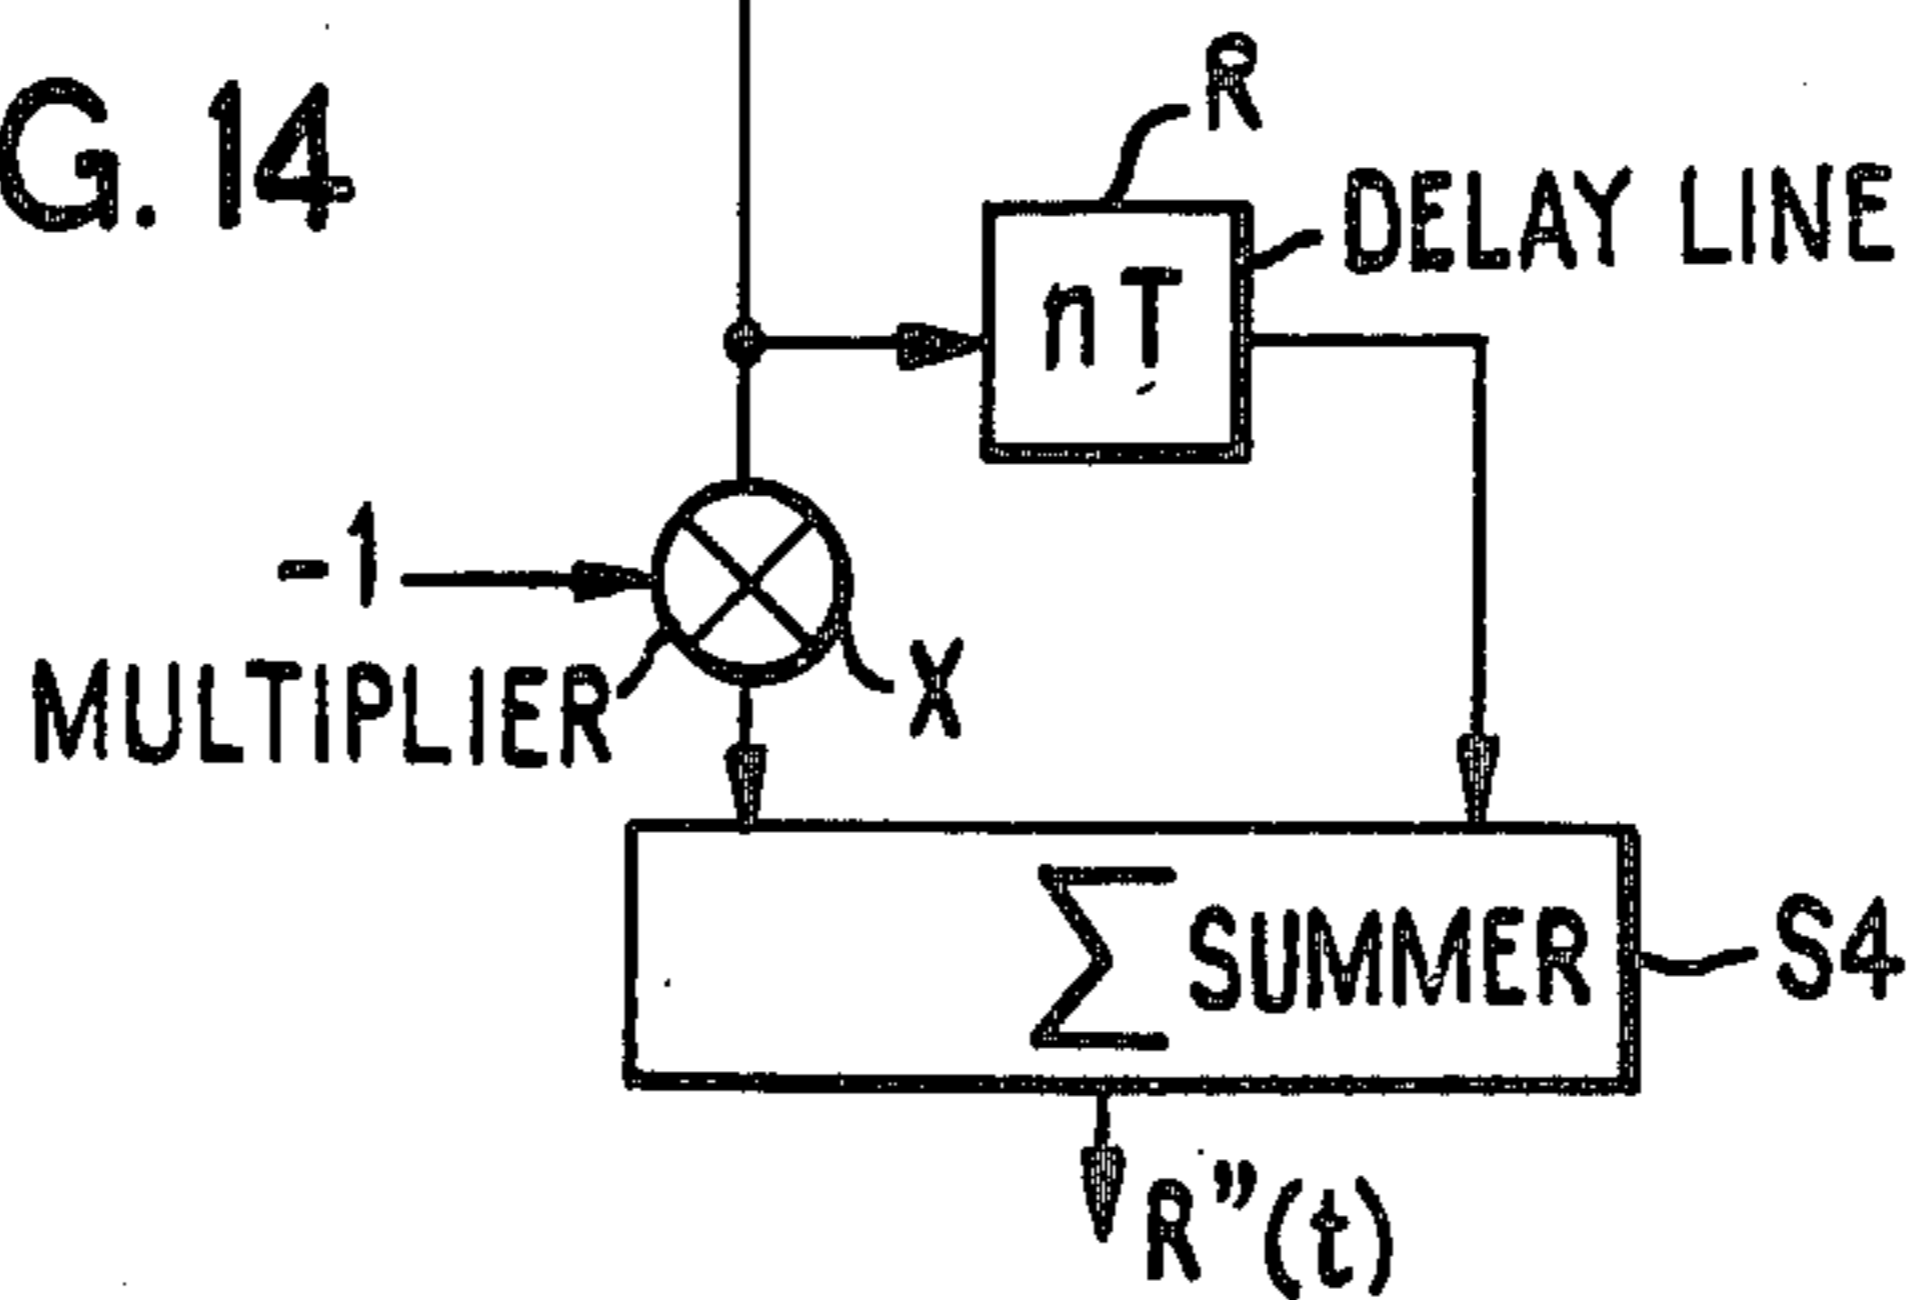 G. 14
R
DELAY LINE
nT
-1
MULTIPLIER
X
Σ SUMMER
S4
R"(t)